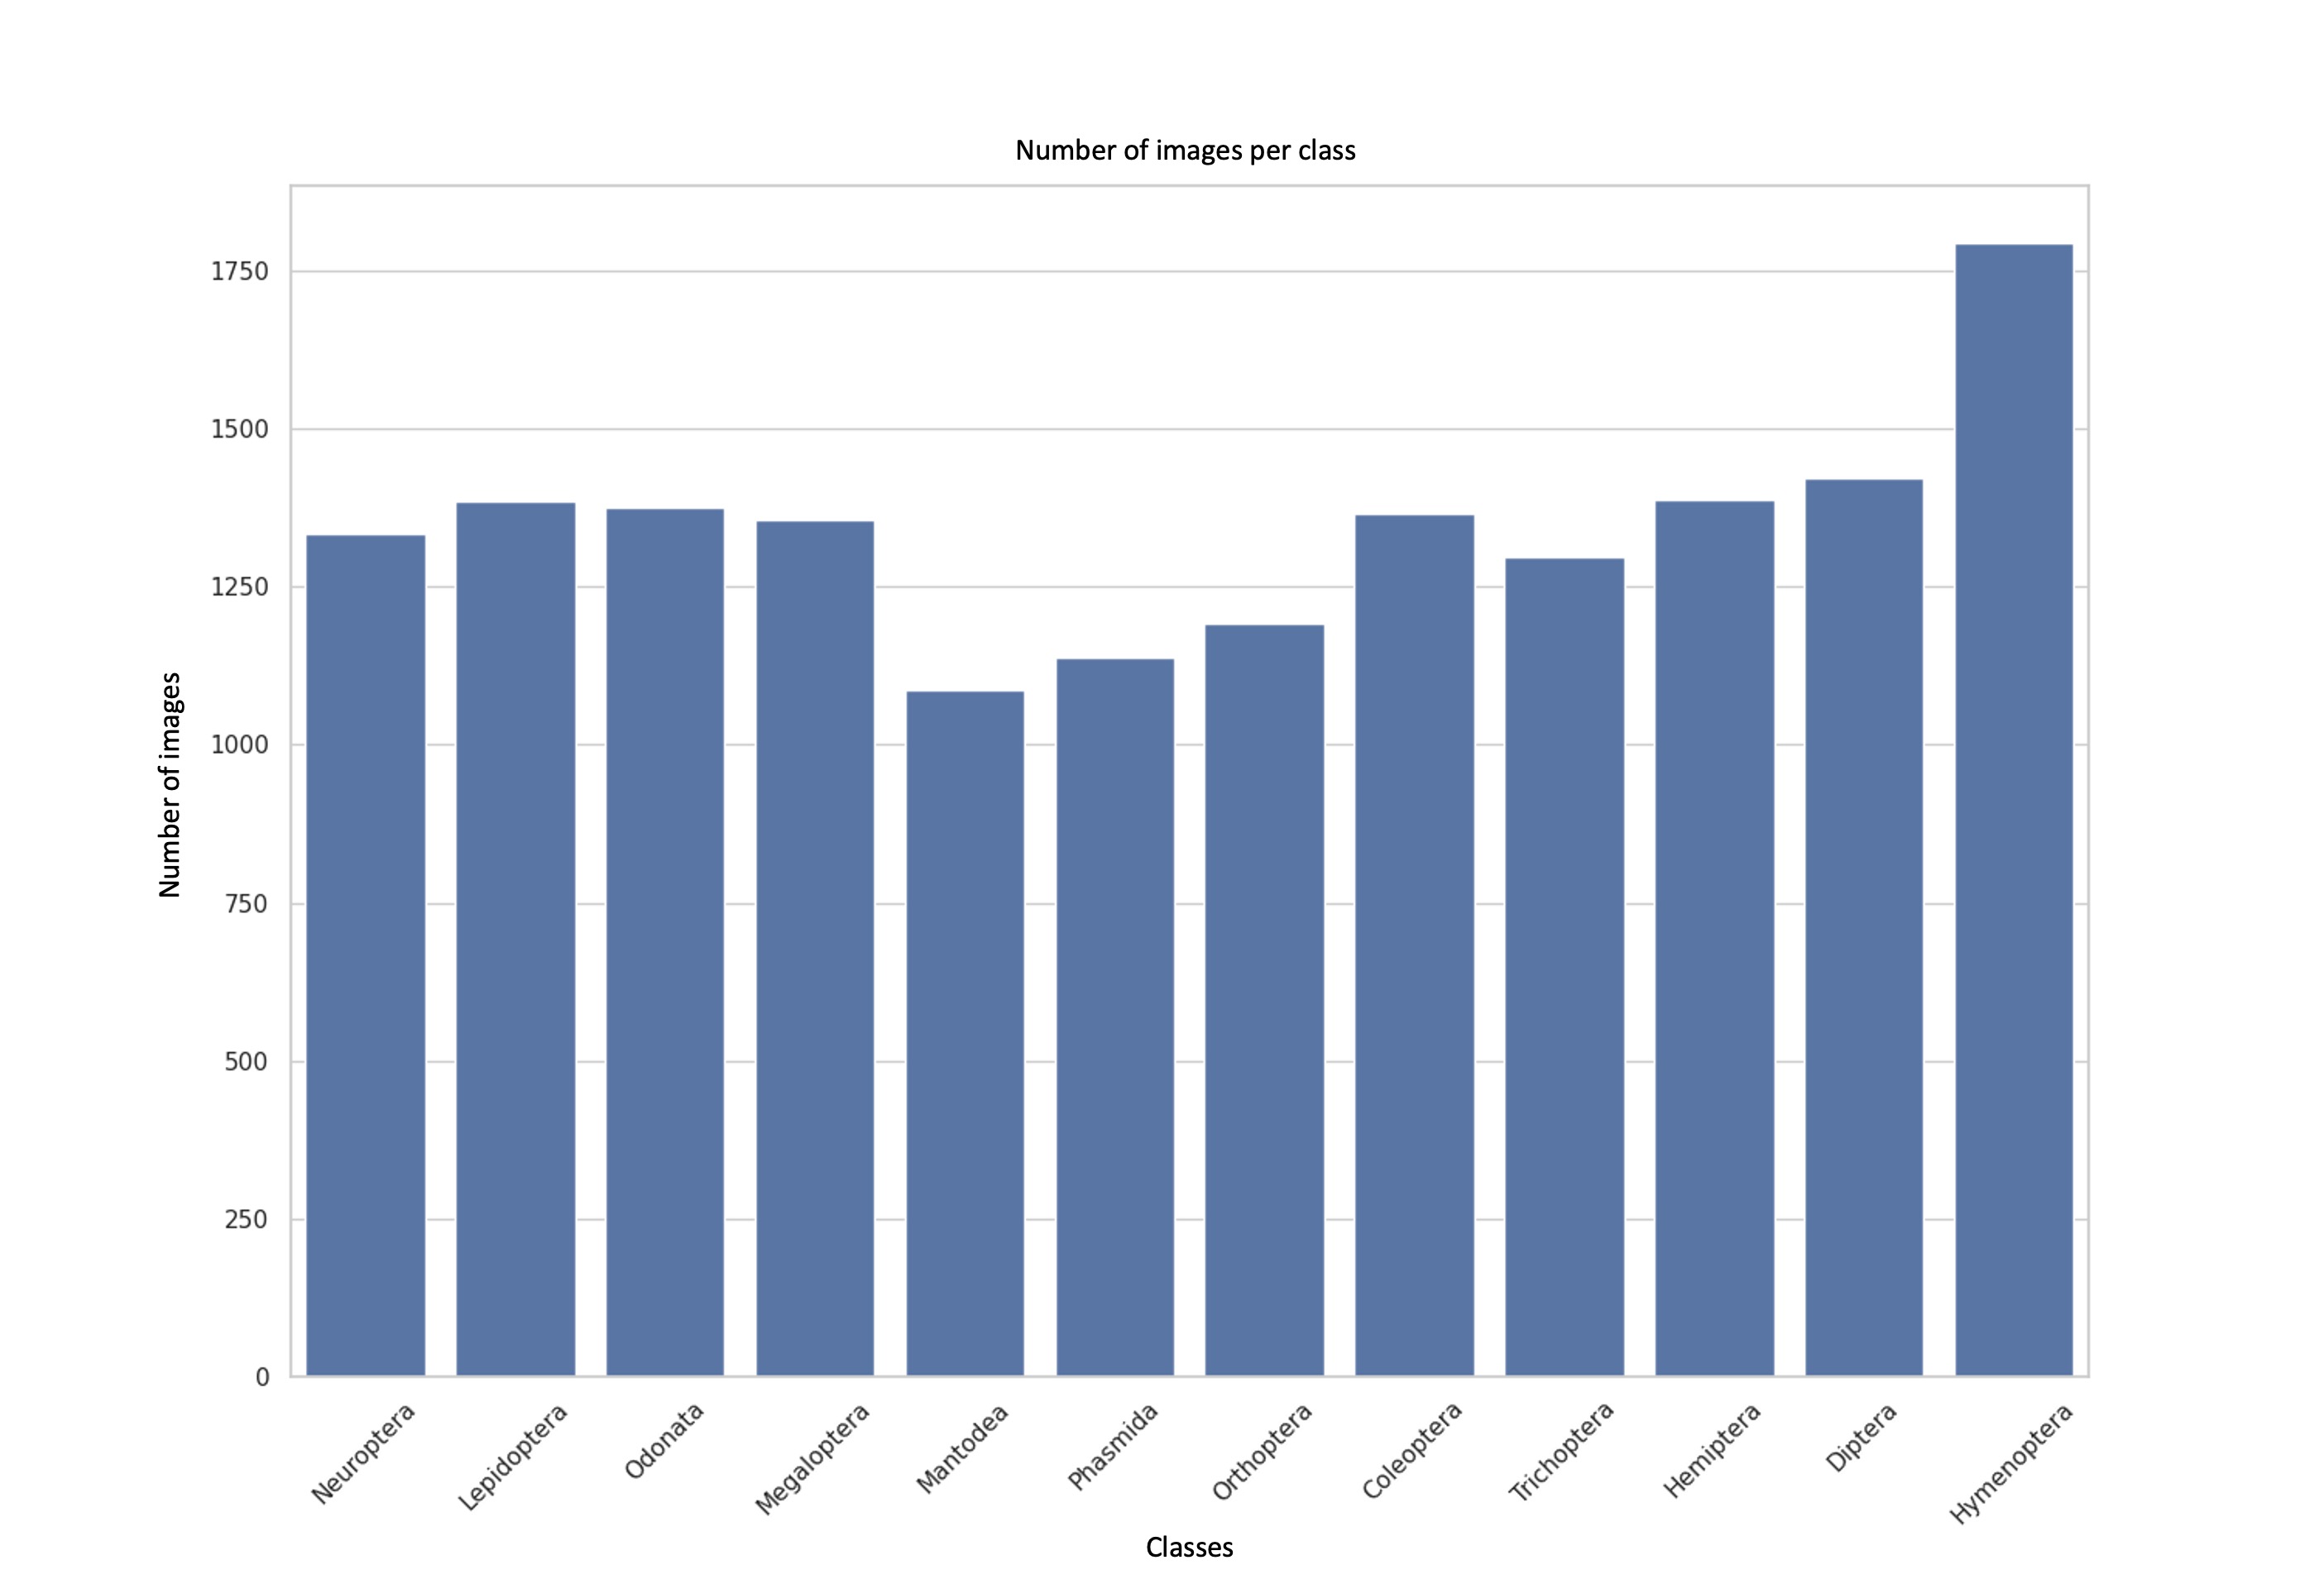 Number of images per class
Number of images
1750
1500
1250
1000
750
500
250
0
Neuroptera
Lepidoptera
Odonata
Megaloptera
Mantodea
Phasmida
Orthoptera
Coleoptera
Trichoptera
Hemiptera
Diptera
Hymenoptera
Classes